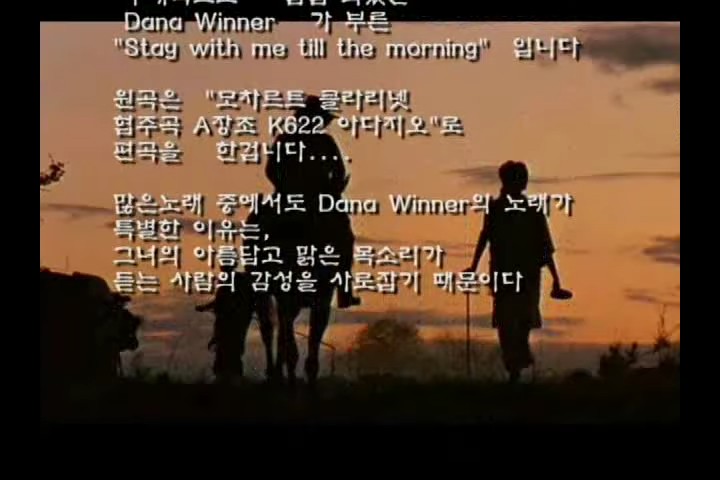 Dana Winner 가 부른
"Stay with me till the morning" 입니다
원곡은 "모차르트 클라리넷
협주곡 A장조 K622 아다지오"로
편곡을 한겁니다....
많은노래 중에서도 Dana Winner의 노래가
특별한 이유는,
그녀의 아름답고 맑은 목소리가
듣는 사람의 감성을 사로잡기 때문이다